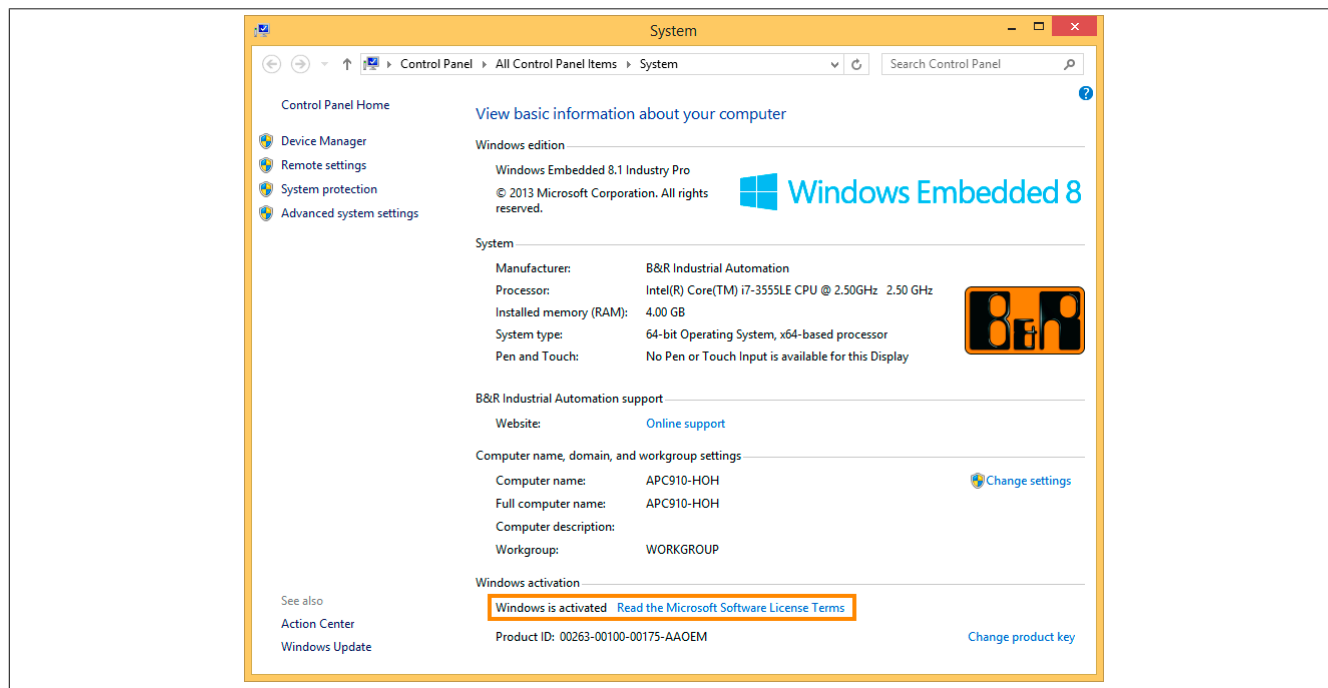 System
Control Panel All Control Panel Items System Search Control Panel
Control Panel Home
Device Manager
Remote settings
System protection
Advanced system settings
See also
Action Center
Windows Update
View basic information about your computer
Windows edition
Windows Embedded 8.1 Industry Pro
© 2013 Microsoft Corporation. All rights
reserved.
Windows Embedded 8
System
Manufacturer: B&R Industrial Automation
Processor: Intel(R) Core(TM) i7-3555LE CPU @ 2.50GHz 2.50 GHz
Installed memory (RAM): 4.00 GB
System type: 64-bit Operating System, x64-based processor
Pen and Touch: No Pen or Touch Input is available for this Display
B&R
B&R Industrial Automation support
Website: Online support
Computer name, domain, and workgroup settings
Computer name: APC910-HOH Change settings
Full computer name: APC910-HOH
Computer description:
Workgroup: WORKGROUP
Windows activation
Windows is activated Read the Microsoft Software License Terms
Product ID: 00263-00100-00175-AAOEM Change product key